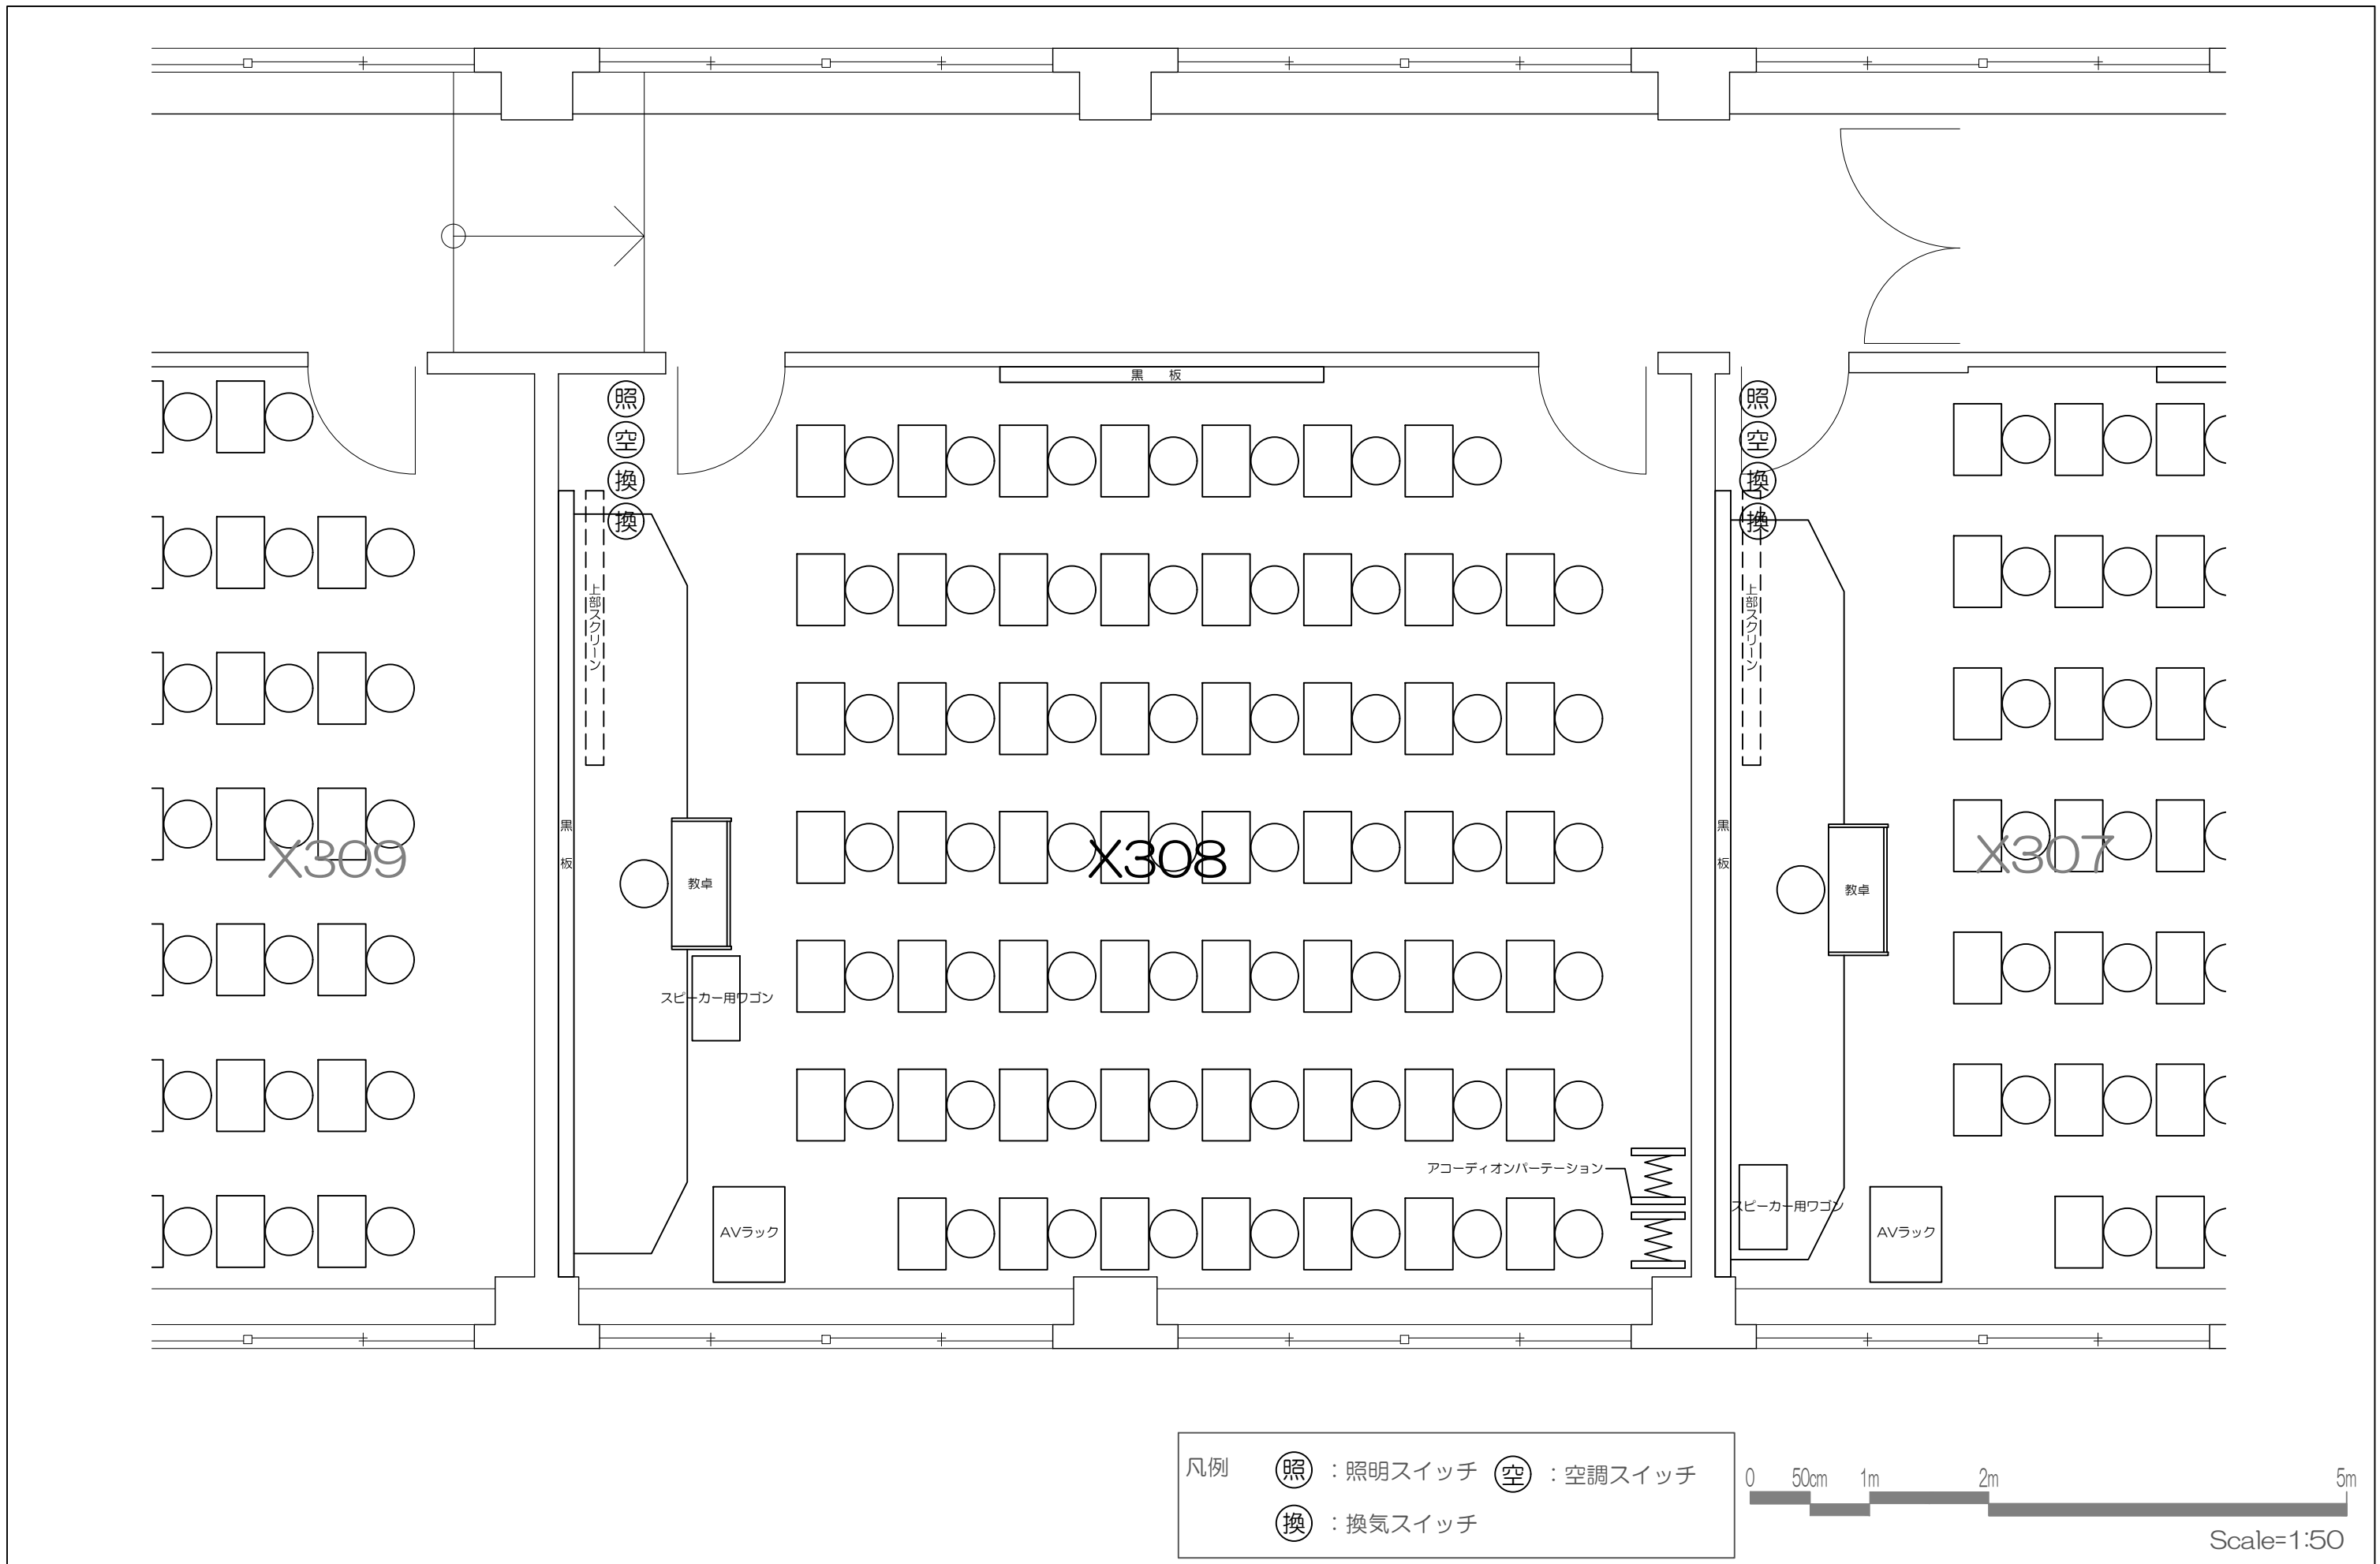 黒 板
照
空
換
換
照
空
換
換
上部スクリーン
上部スクリーン
黒 板
黒 板
X309
X308
X307
教卓
教卓
スピーカー用ワゴン
アコーディオンパーテーション
スピーカー用ワゴン
AVラック
AVラック
凡例 照 : 照明スイッチ 空 : 空調スイッチ
換 : 換気スイッチ
0 50cm 1m 2m 5m
Scale=1:50